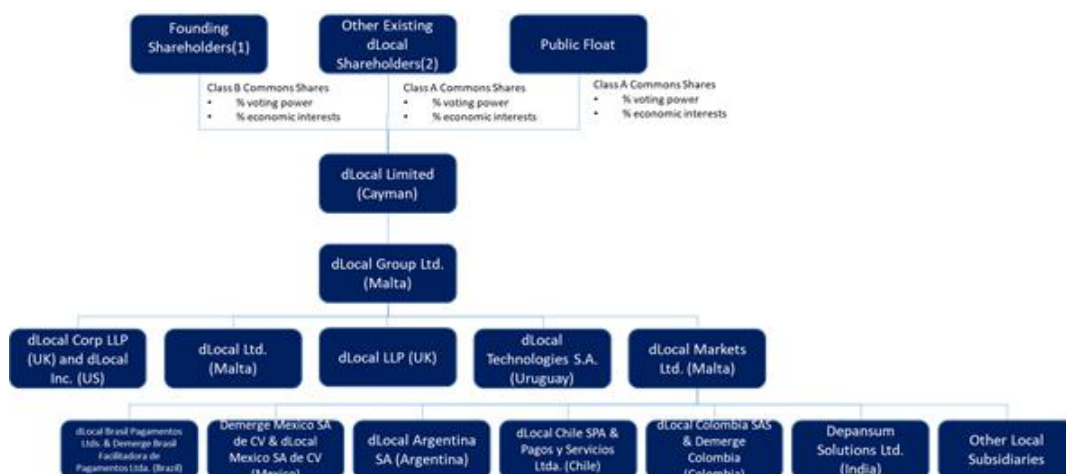 Founding
Shareholders(1)
Other Existing
dLocal
Shareholders(2)
Public Float
Class B Commons Shares
• % voting power
• % economic interests
Class A Commons Shares
• % voting power
• % economic interests
Class A Commons Shares
• % voting power
• % economic interests
dLocal Limited
(Cayman)
dLocal Group Ltd.
(Malta)
dLocal Corp LLP
(UK) and dLocal
Inc. (US)
dLocal Ltd.
(Malta)
dLocal LLP (UK)
dLocal
Technologies S.A.
(Uruguay)
dLocal Markets
Ltd. (Malta)
dLocal Brasil Pagamentos
Ltda. & Demerge Brasil
Facilitadora de
Pagamentos Ltda. (Brazil)
Demerge Mexico SA
de CV & dLocal
Mexico SA de CV
(Mexico)
dLocal Argentina
SA (Argentina)
dLocal Chile SPA &
Pagos y Servicios
Ltda. (Chile)
dLocal Colombia SAS
& Demerge
Colombia
(Colombia)
Depansum
Solutions Ltd.
(India)
Other Local
Subsidiaries